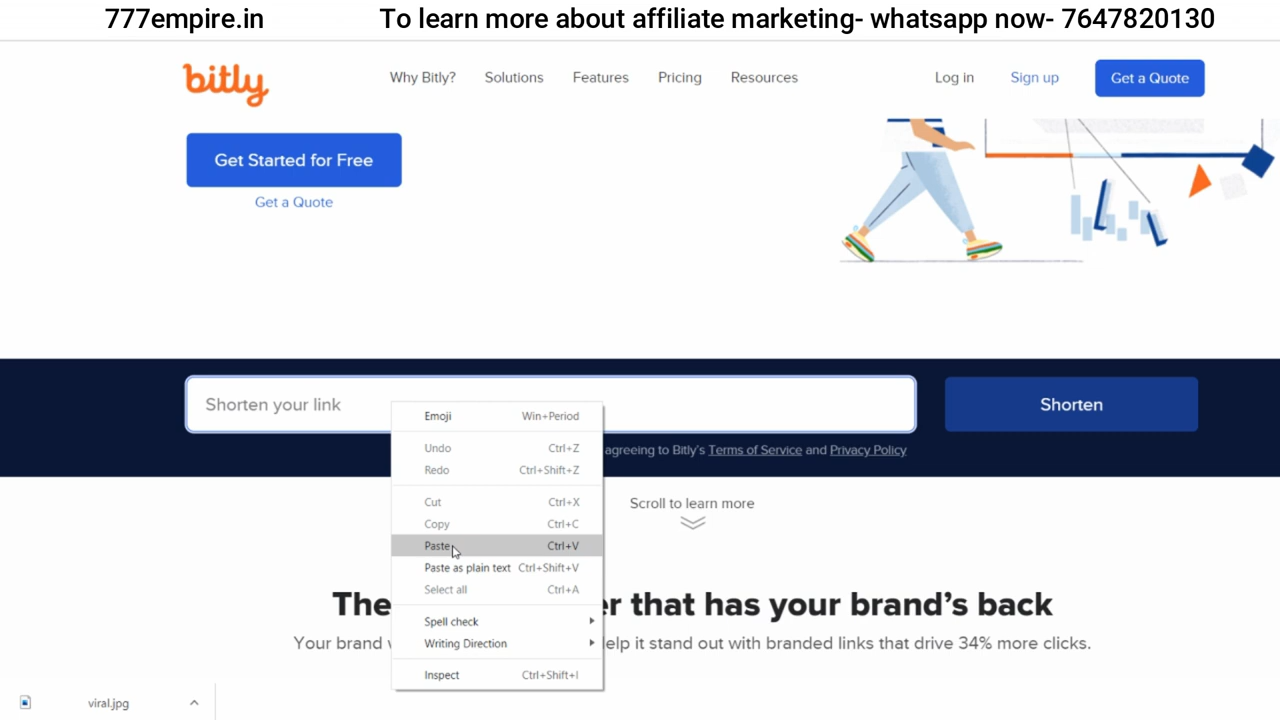 777empire.in To learn more about affiliate marketing- whatsapp now- 7647820130
bitly Why Bitly? Solutions Features Pricing Resources Log in Sign up Get a Quote
Get Started for Free
Get a Quote
Shorten your link Shorten
Emoji Win+Period
Undo Ctrl+Z
agreeing to Bitly's Terms of Service and Privacy Policy
Redo Ctrl+Shift+Z
Cut Ctrl+X
Scroll to learn more
Copy Ctrl+C
Paste Ctrl+V
Paste as plain text Ctrl+Shift+V
Select all Ctrl+A
The that has your brand's back
Spell check
Your brand help it stand out with branded links that drive 34% more clicks.
Writing Direction
Inspect Ctrl+Shift+I
viral.jpg